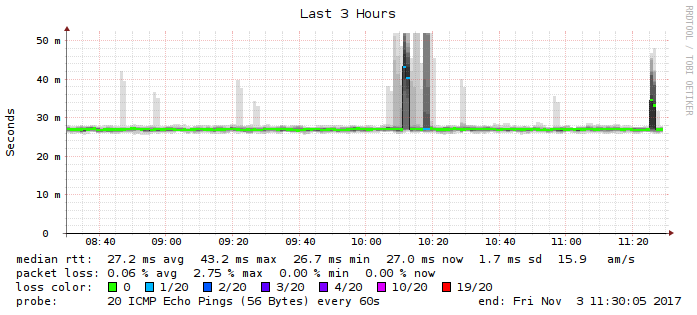 Last 3 Hours
RRDTOOL / TOBI OETIKER
Seconds
50 m
40 m
30 m
20 m
10 m
0
08:40 09:00 09:20 09:40 10:00 10:20 10:40 11:00 11:20
median rtt: 27.2 ms avg 43.2 ms max 26.7 ms min 27.0 ms now 1.7 ms sd 15.9 am/s
packet loss: 0.06 % avg 2.75 % max 0.00 % min 0.00 % now
loss color: 0 1/20 2/20 3/20 4/20 10/20 19/20
probe: 20 ICMP Echo Pings (56 Bytes) every 60s end: Fri Nov 3 11:30:05 2017